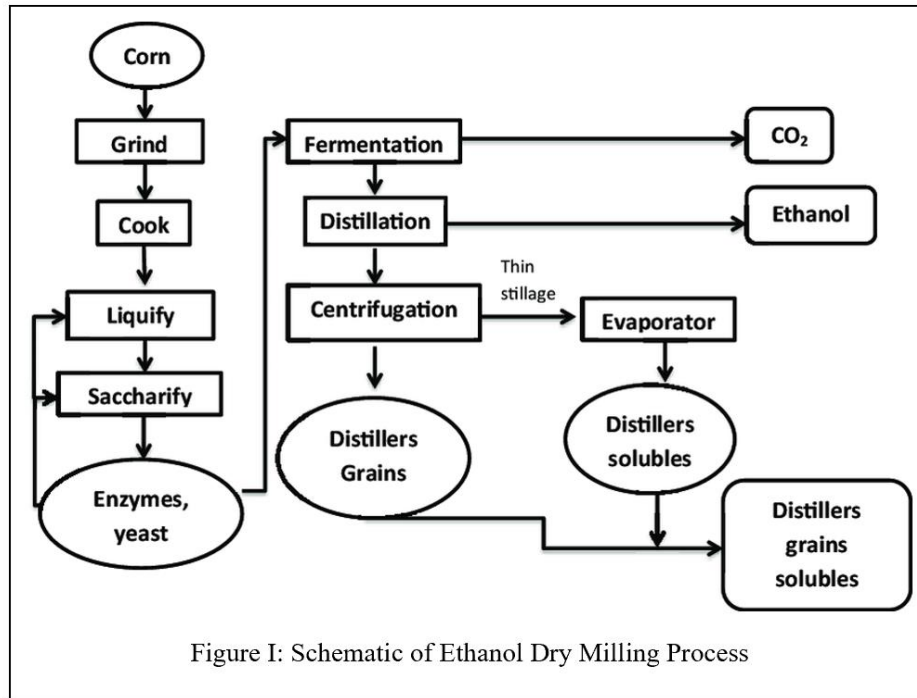 Corn
Grind
Cook
Liquify
Saccharify
Enzymes,
yeast
Fermentation
CO₂
Distillation
Ethanol
Centrifugation
Thin
stillage
Evaporator
Distillers
Grains
Distillers
solubles
Distillers
grains
solubles
Figure I: Schematic of Ethanol Dry Milling Process